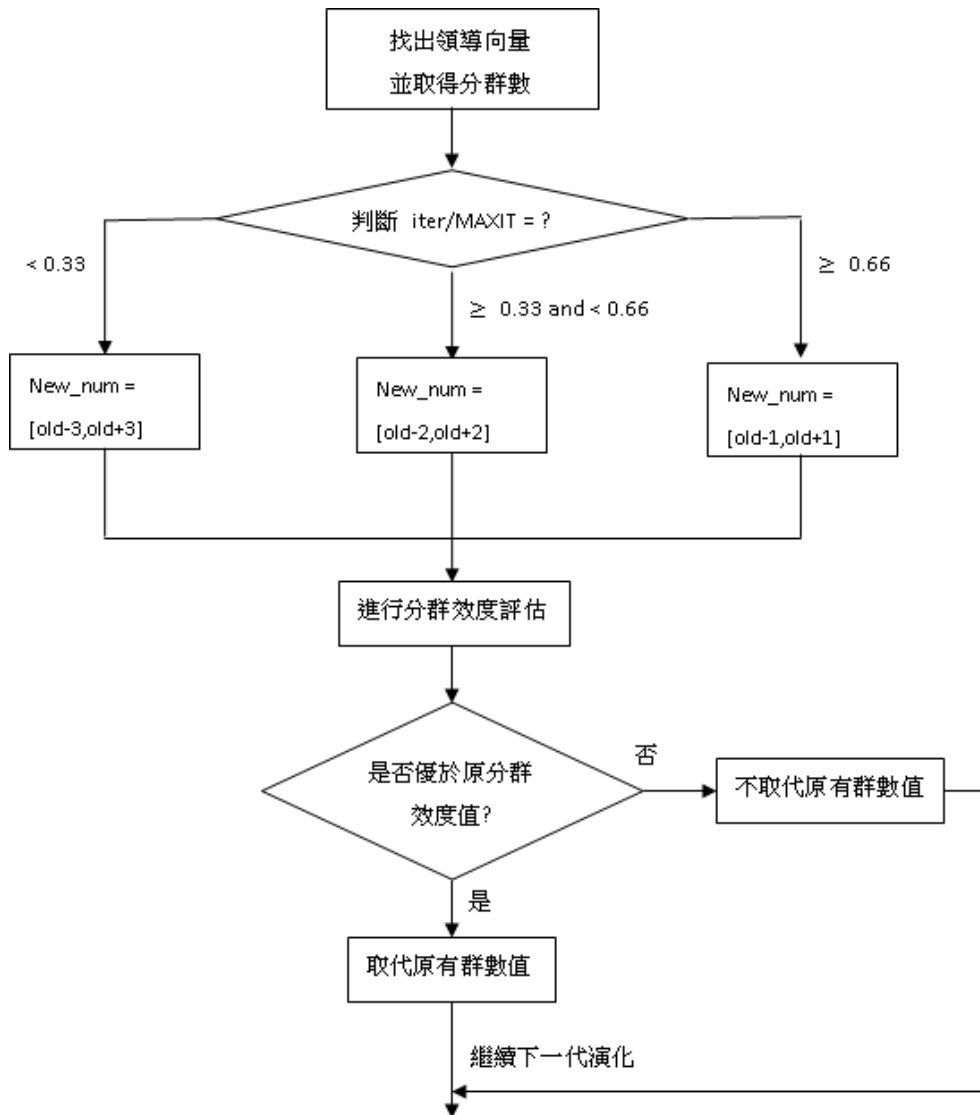 找出領導向量
並取得分群數
判斷 iter/MAXIT = ?
< 0.33
≥ 0.33 and < 0.66
≥ 0.66
New_num =
[old-3,old+3]
New_num =
[old-2,old+2]
New_num =
[old-1,old+1]
進行分群效度評估
是否優於原分群
效度值?
否
不取代原有群數值
是
取代原有群數值
繼續下一代演化